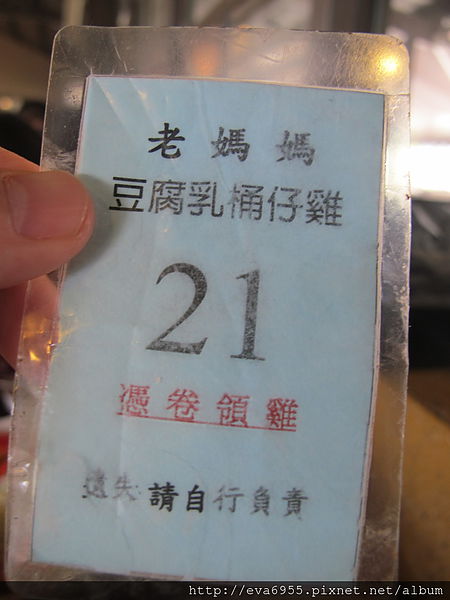 老媽媽
豆腐乳桶仔雞
21
憑卷領雞
遺失請自行負責
http://eva6955.pixnet.net/album